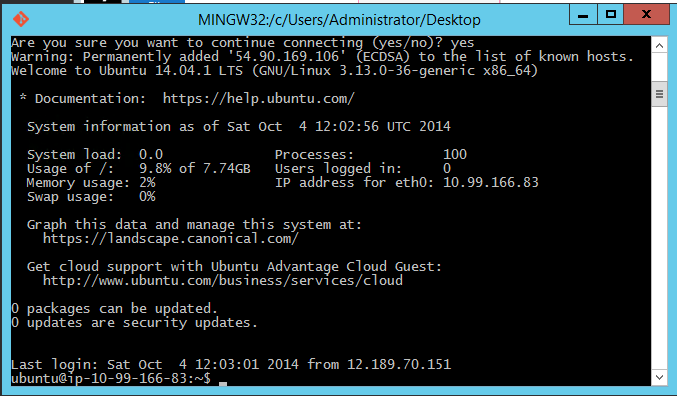 MINGW32:/c/Users/Administrator/Desktop
Are you sure you want to continue connecting (yes/no)? yes
Warning: Permanently added '54.90.169.106' (ECDSA) to the list of known hosts.
Welcome to Ubuntu 14.04.1 LTS (GNU/Linux 3.13.0-36-generic x86_64)
* Documentation:  https://help.ubuntu.com/
System information as of Sat Oct  4 12:02:56 UTC 2014
System load:  0.0               Processes:           100
Usage of /:   9.8% of 7.74GB   Users logged in:     0
Memory usage: 2%                IP address for eth0: 10.99.166.83
Swap usage:   0%
Graph this data and manage this system at:
https://landscape.canonical.com/
Get cloud support with Ubuntu Advantage Cloud Guest:
http://www.ubuntu.com/business/services/cloud
0 packages can be updated.
0 updates are security updates.
Last login: Sat Oct  4 12:03:01 2014 from 12.189.70.151
ubuntu@ip-10-99-166-83:~$